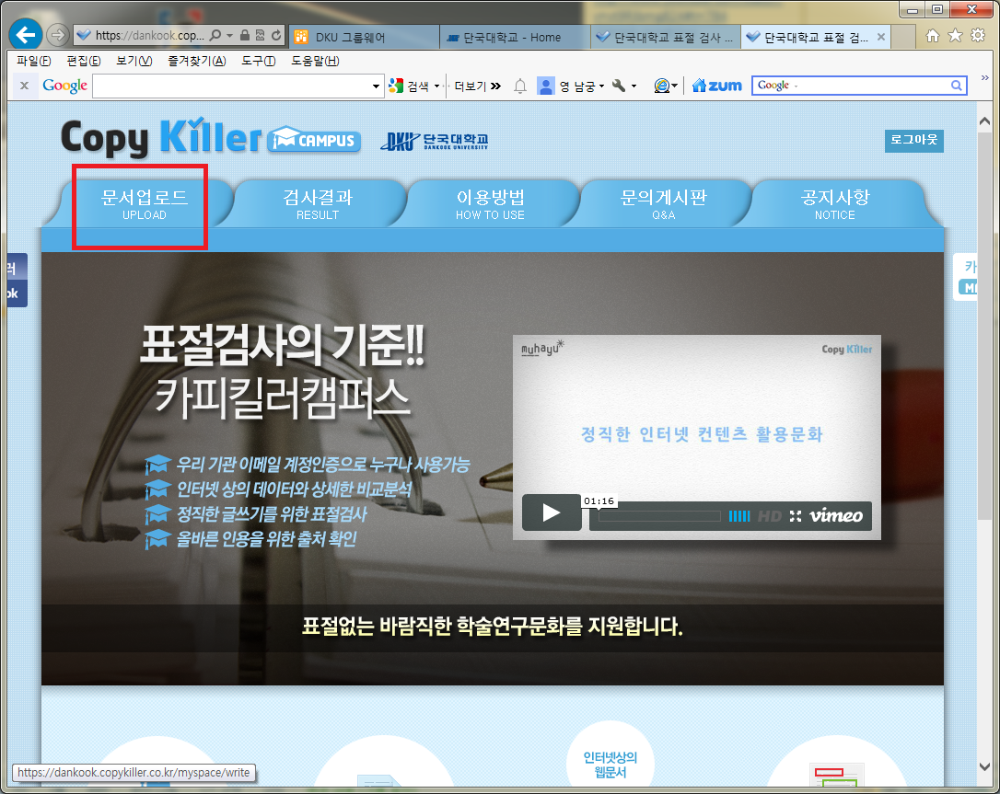 https://dankook.cop...
DKU 그룹웨어
단국대학교 - Home
단국대학교 표절 검사 ...
단국대학교 표절 검...
파일(F) 편집(E) 보기(V) 즐겨찾기(A) 도구(T) 도움말(H)
x Google
검색
더보기 »
영 남궁
zum
Google
Copy Killer CAMPUS
DKU 단국대학교
DANKOOK UNIVERSITY
로그아웃
문서업로드
UPLOAD
검사결과
RESULT
이용방법
HOW TO USE
문의게시판
Q&A
공지사항
NOTICE
러
ok
카
표절검사의 기준!!
카피킬러캠퍼스
우리 기관 이메일 계정인증으로 누구나 사용가능
인터넷 상의 데이터와 상세한 비교분석
정직한 글쓰기를 위한 표절검사
올바른 인용을 위한 출처 확인
myhayu*
Copy Killer
정직한 인터넷 컨텐츠 활용문화
01:16
HD
vimeo
표절없는 바람직한 학술연구문화를 지원합니다.
인터넷상의
웹문서
https://dankook.copykiller.co.kr/myspace/write